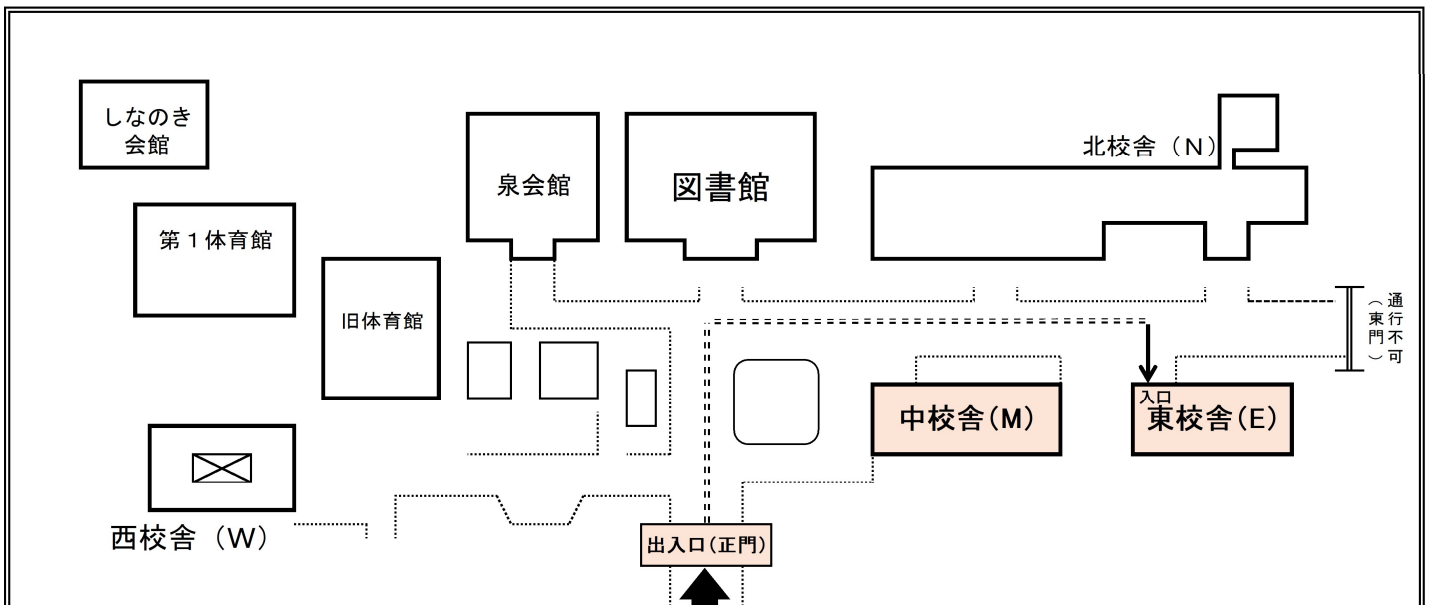 しなのき
会館
泉会館
図書館
北校舎（N）
第１体育館
旧体育館
通行不可
（東門）
入口
中校舎(M)
東校舎(E)
西校舎（W）
出入口(正門)